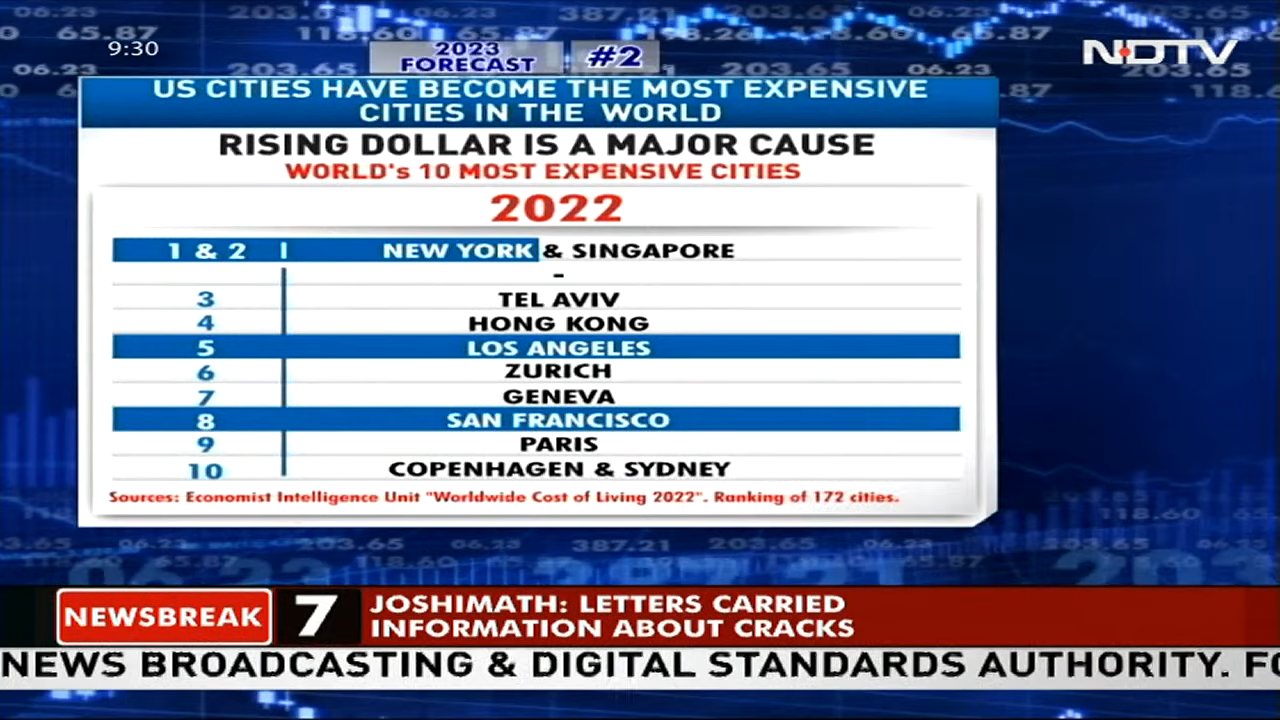 9:30
2023
FORECAST
#2
NDTV
US CITIES HAVE BECOME THE MOST EXPENSIVE
CITIES IN THE WORLD
RISING DOLLAR IS A MAJOR CAUSE
WORLD's 10 MOST EXPENSIVE CITIES
2022
1 & 2 NEW YORK & SINGAPORE
-
3 TEL AVIV
4 HONG KONG
5 LOS ANGELES
6 ZURICH
7 GENEVA
8 SAN FRANCISCO
9 PARIS
10 COPENHAGEN & SYDNEY
Sources: Economist Intelligence Unit "Worldwide Cost of Living 2022". Ranking of 172 cities.
NEWSBREAK 7 JOSHIMATH: LETTERS CARRIED
INFORMATION ABOUT CRACKS
NEWS BROADCASTING & DIGITAL STANDARDS AUTHORITY. FO